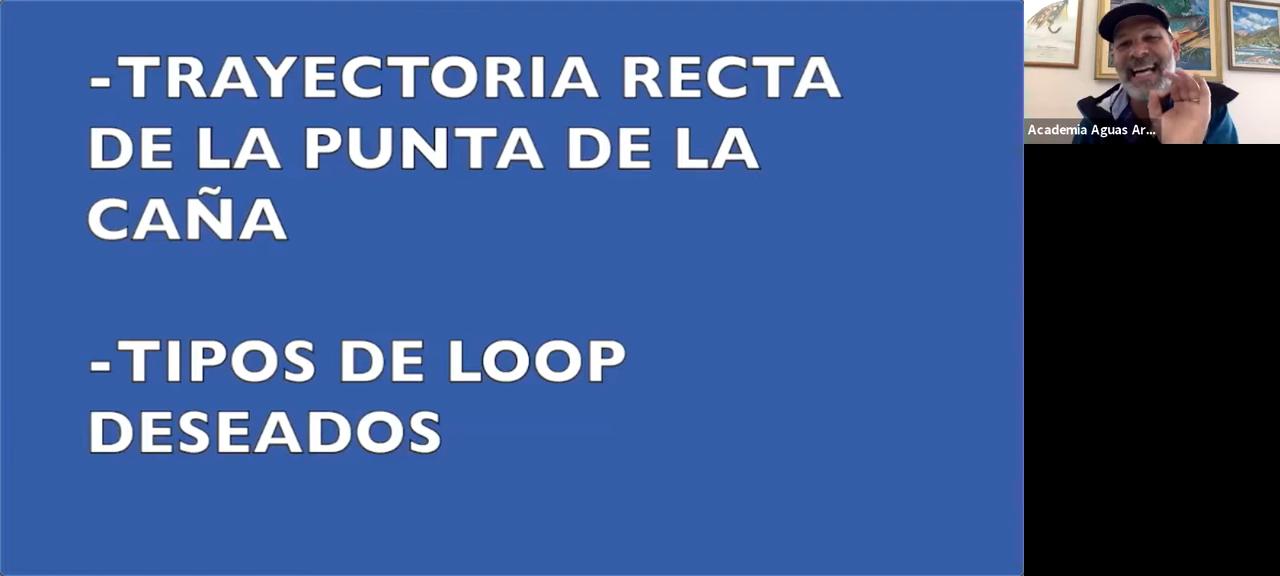 -TRAYECTORIA RECTA
DE LA PUNTA DE LA
CAÑA
-TIPOS DE LOOP
DESEADOS
Academia Aguas Ar...